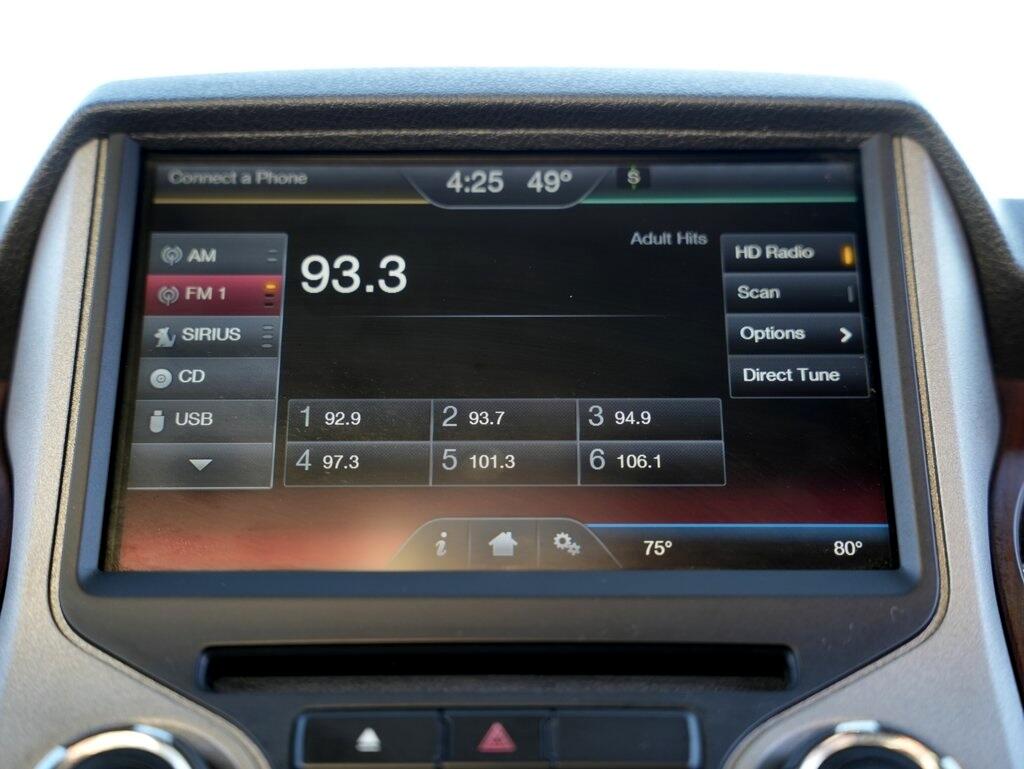 Connect a Phone 4:25 49° S
Adult Hits
93.3
AM
FM 1
SIRIUS
CD
USB
HD Radio
Scan
Options
Direct Tune
1 92.9 2 93.7 3 94.9
4 97.3 5 101.3 6 106.1
i 75° 80°